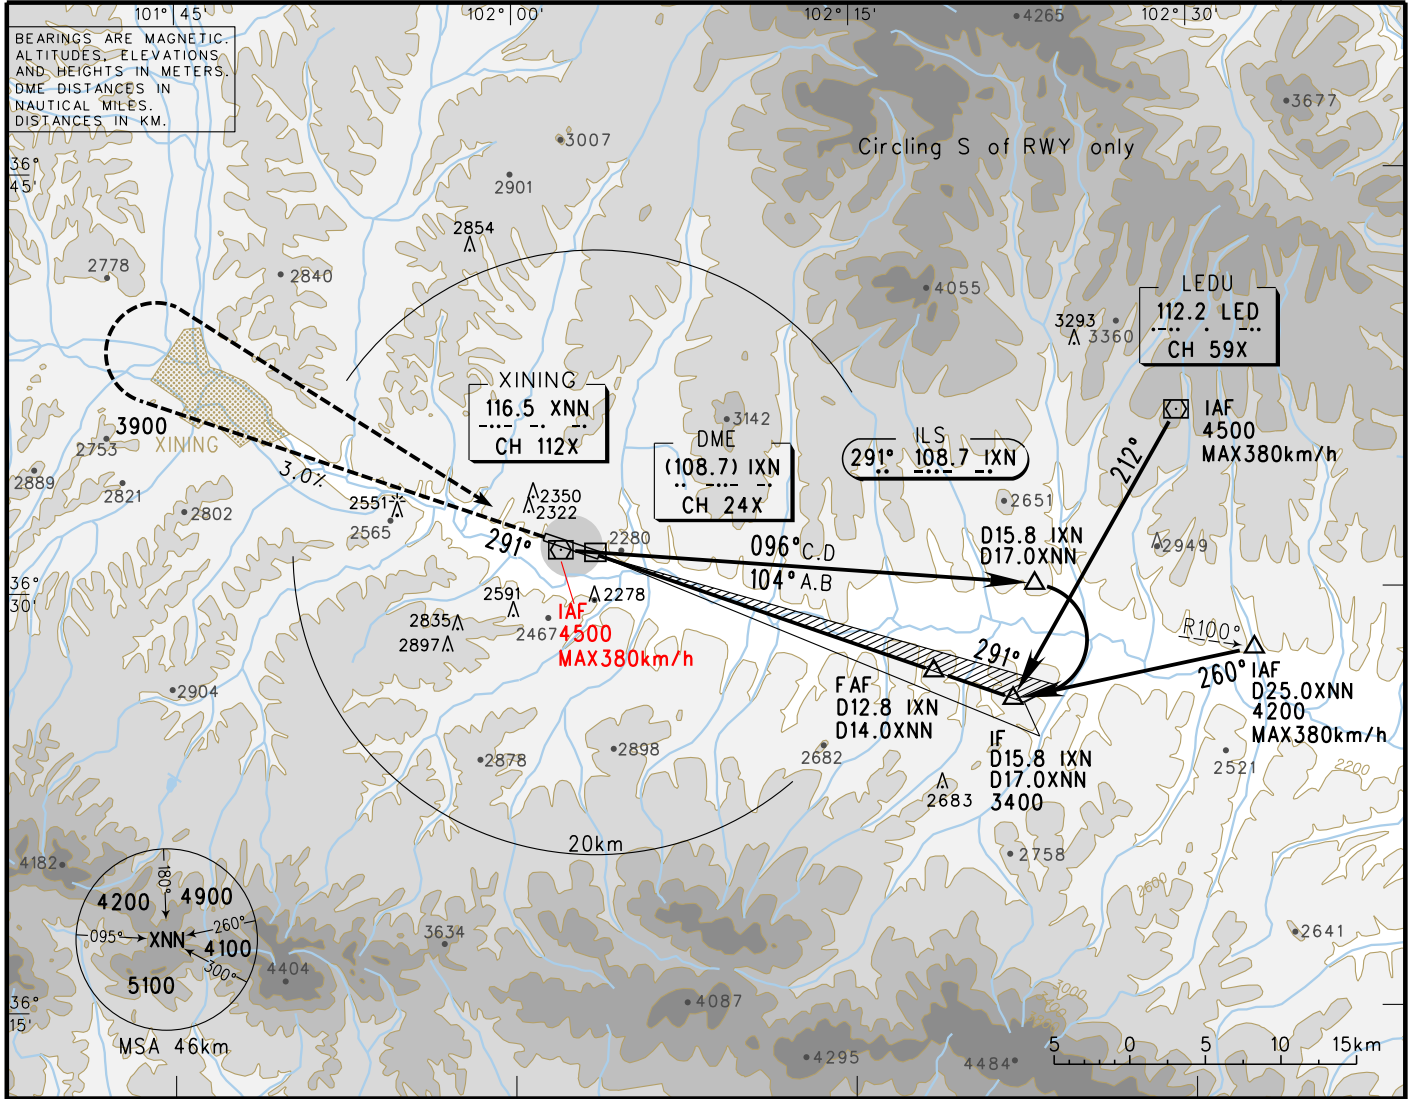 101° 45'
102° 00'
102° 15'
102° 30'
4265
BEARINGS ARE MAGNETIC.
ALTITUDES, ELEVATIONS
AND HEIGHTS IN METERS.
DME DISTANCES IN
NAUTICAL MILES.
DISTANCES IN KM.
3677
3007
Circling S of RWY only
36°
45'
2901
2854
2778
2840
4055
LEDU
112.2 LED
CH 59X
3293
3360
XINING
116.5 XNN
CH 112X
3142
IAF
4500
MAX380km/h
212°
3900
XINING
2753
DME
(108.7) IXN
CH 24X
ILS
291° 108.7 IXN
3.0%
2889
2821
2802
2551
2565
2350
2322
2651
D15.8 IXN
D17.0XNN
2949
291°
2280
096° C.D
104° A.B
36°
30'
2591
2278
2835
2467
2897
IAF
4500
MAX380km/h
R100°
291°
260°
IAF
D25.0XNN
4200
MAX380km/h
2904
FAF
D12.8 IXN
D14.0XNN
IF
D15.8 IXN
D17.0XNN
3400
2878
2898
2682
2683
2521
2200
20km
2758
4182
2600
180°
4200
4900
095°
XNN
260°
4100
300°
5100
MSA 46km
3634
4404
2641
3000
36°
15'
4087
4295
4484
5 0 5 10 15km